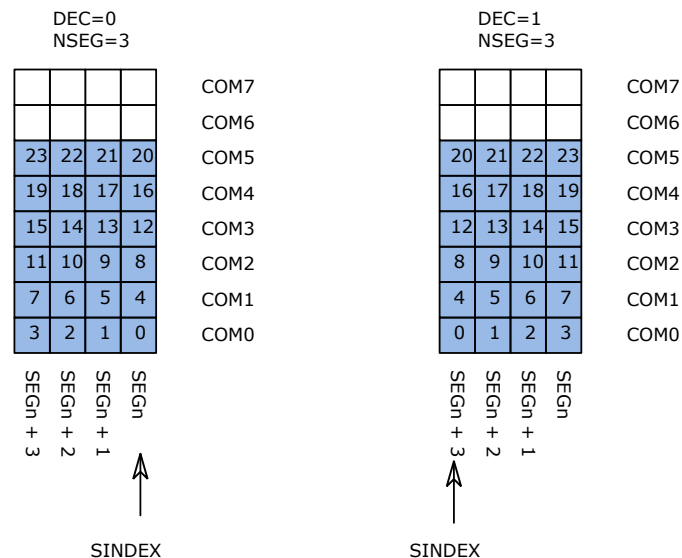 DEC=0
NSEG=3
COM7
COM6
23 22 21 20 COM5
19 18 17 16 COM4
15 14 13 12 COM3
11 10 9 8 COM2
7 6 5 4 COM1
3 2 1 0 COM0
SEGn + 3
SEGn + 2
SEGn + 1
SEGn
SINDEX
DEC=1
NSEG=3
COM7
COM6
20 21 22 23 COM5
16 17 18 19 COM4
12 13 14 15 COM3
8 9 10 11 COM2
4 5 6 7 COM1
0 1 2 3 COM0
SEGn + 3
SEGn + 2
SEGn + 1
SEGn
SINDEX